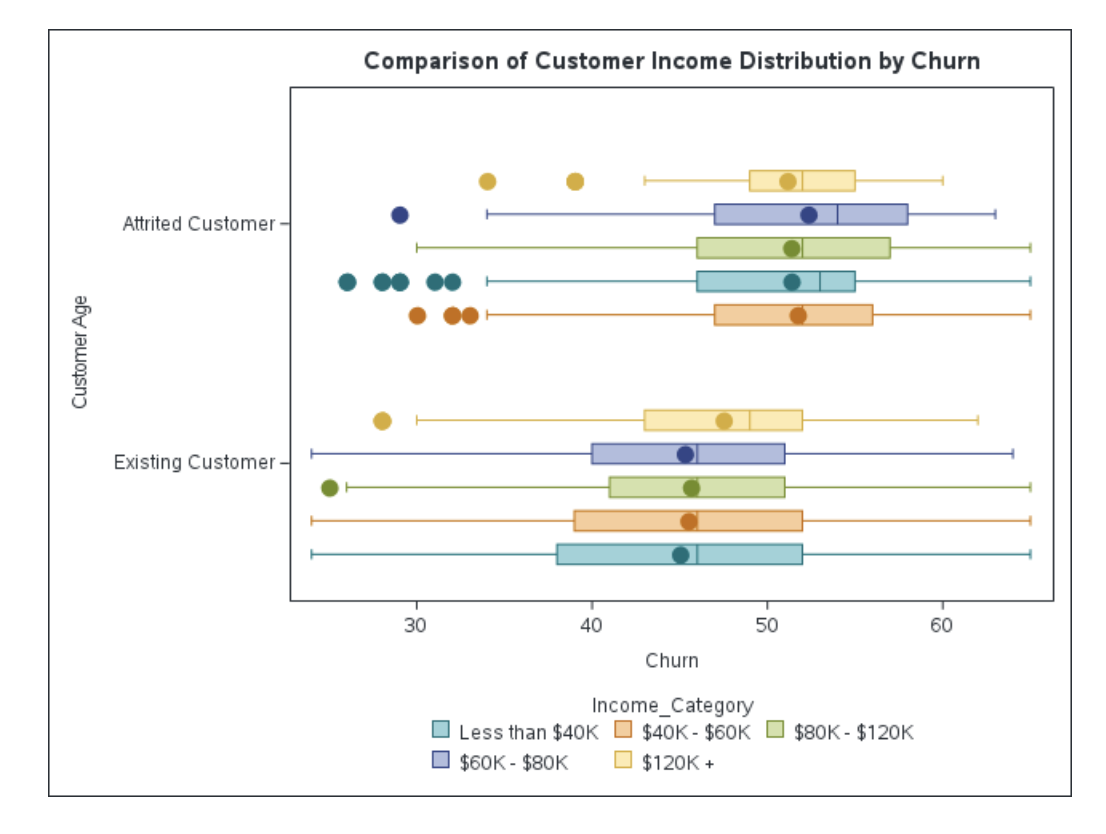 Comparison of Customer Income Distribution by Churn
Customer Age
Attrited Customer
Existing Customer
30 40 50 60
Churn
Income_Category
Less than $40K $40K - $60K $80K - $120K
$60K - $80K $120K +